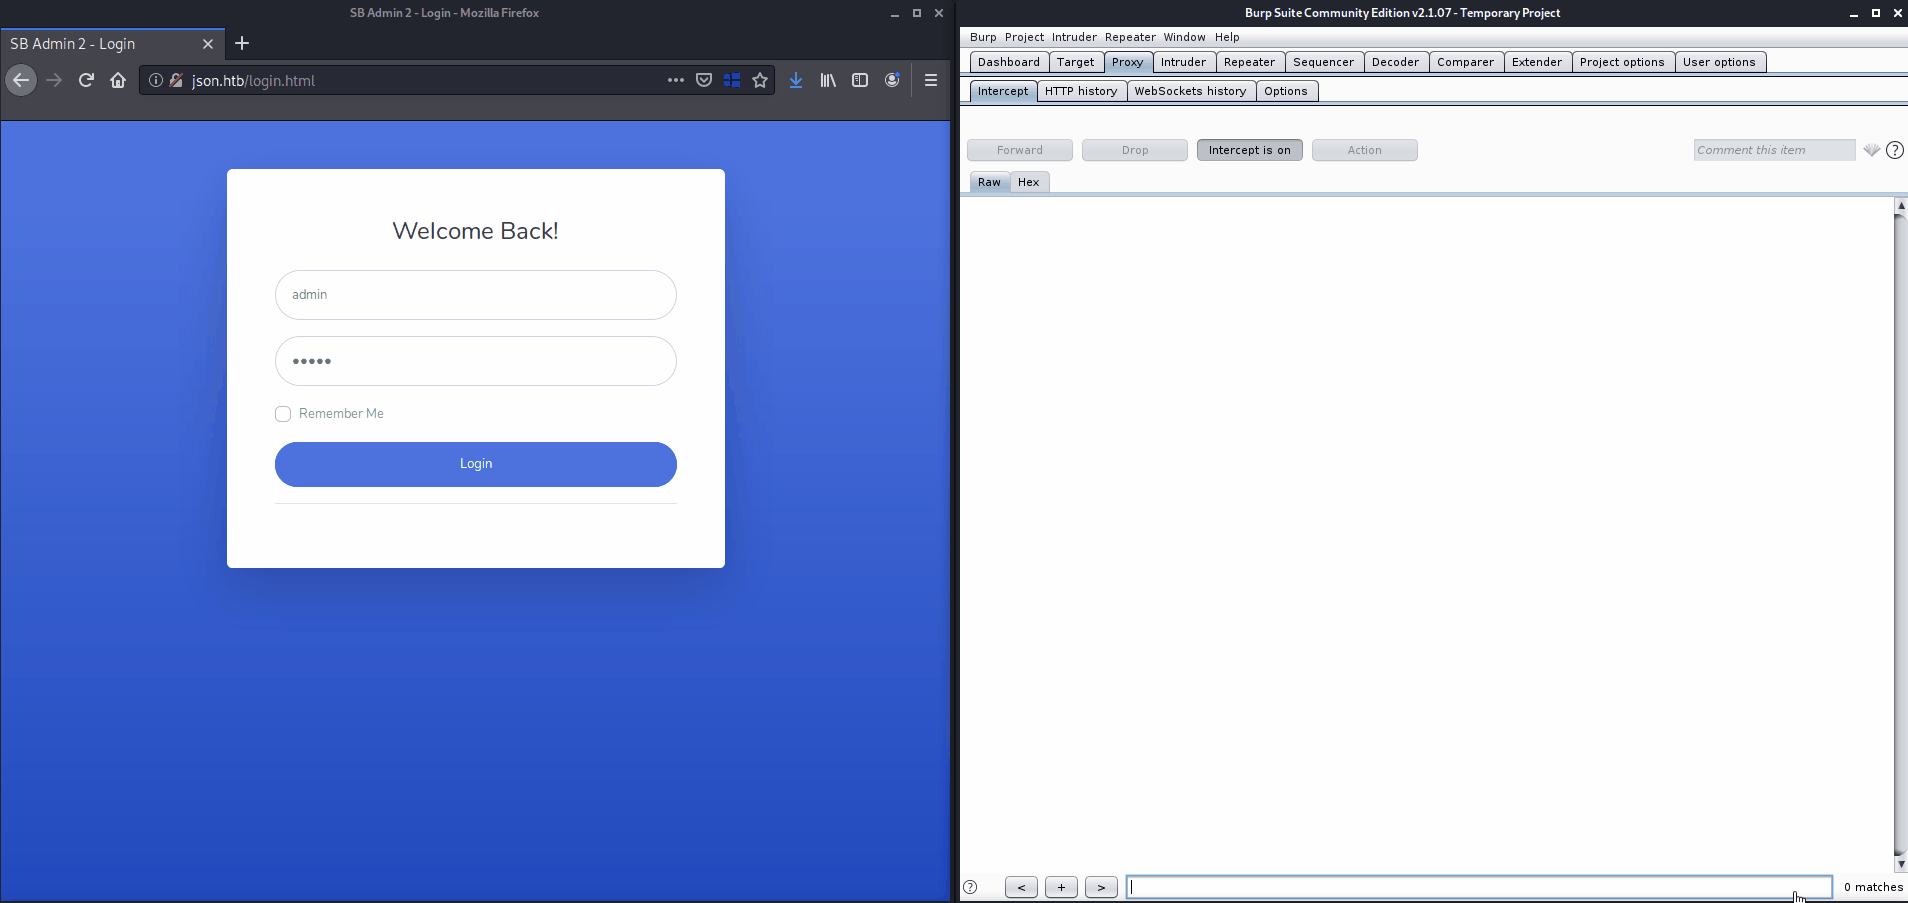 SB Admin 2 - Login - Mozilla Firefox
SB Admin 2 - Login
json.htb/login.html
Welcome Back!
admin
•••••
Remember Me
Login
Burp Suite Community Edition v2.1.07 - Temporary Project
Burp Project Intruder Repeater Window Help
Dashboard Target Proxy Intruder Repeater Sequencer Decoder Comparer Extender Project options User options
Intercept HTTP history WebSockets history Options
Forward Drop Intercept is on Action Comment this item ?
Raw Hex
? < + > 0 matches